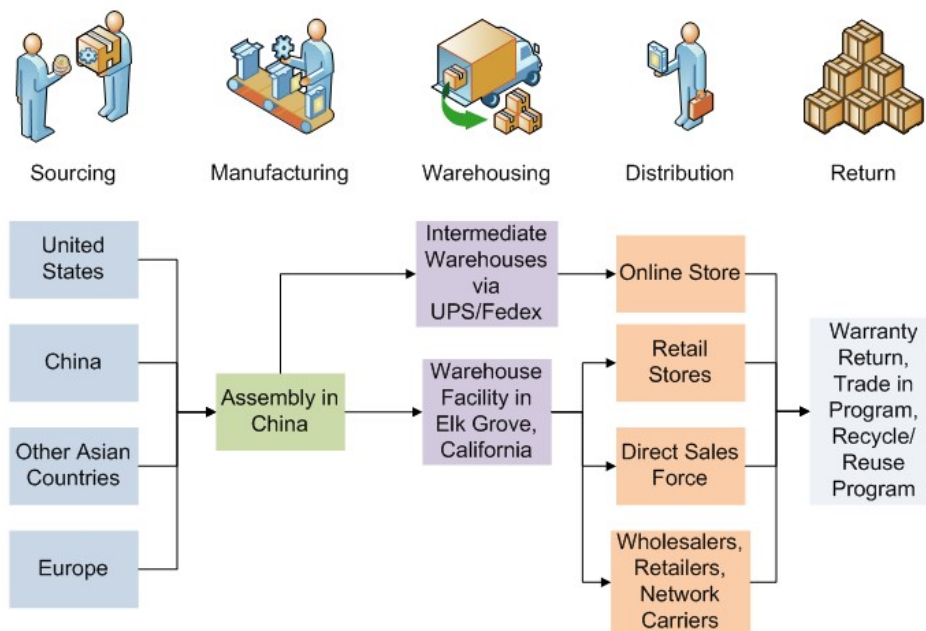 Sourcing
Manufacturing
Warehousing
Distribution
Return
United
States
China
Other Asian
Countries
Europe
Assembly in
China
Intermediate
Warehouses
via
UPS/Fedex
Warehouse
Facility in
Elk Grove,
California
Online Store
Retail
Stores
Direct Sales
Force
Wholesalers,
Retailers,
Network
Carriers
Warranty
Return,
Trade in
Program,
Recycle/
Reuse
Program